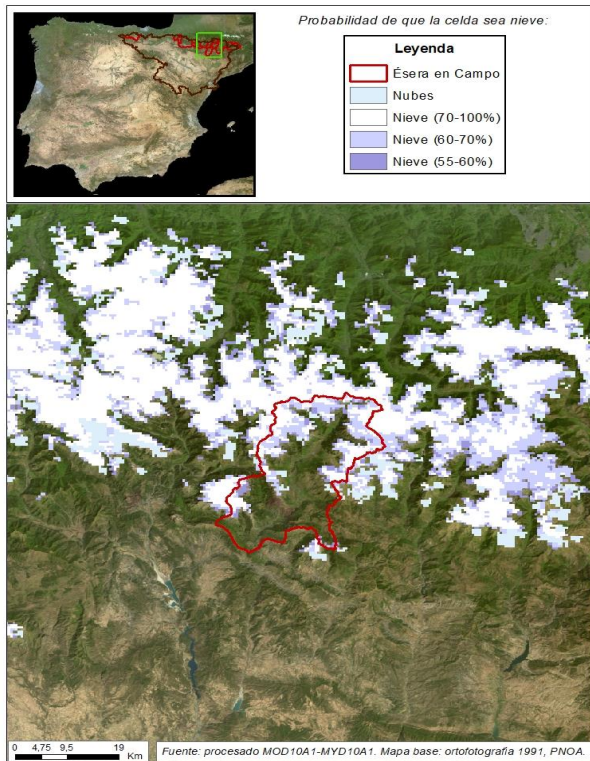 Probabilidad de que la celda sea nieve:
Leyenda
Ésera en Campo
Nubes
Nieve (70-100%)
Nieve (60-70%)
Nieve (55-60%)
0 4,75 9,5 19
Km
Fuente: procesado MOD10A1-MYD10A1. Mapa base: ortofotografía 1991, PNOA.